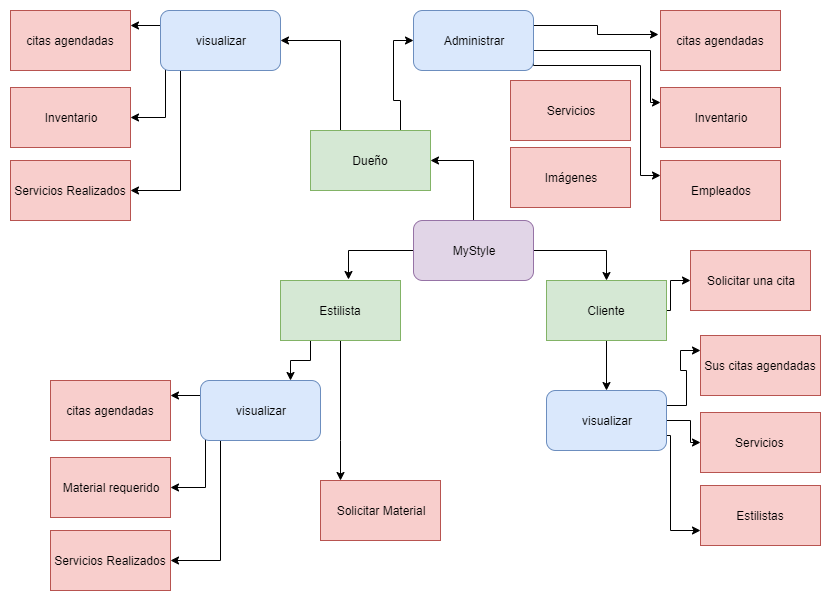 citas agendadas
visualizar
Administrar
citas agendadas
Inventario
Servicios
Inventario
Servicios Realizados
Dueño
Imágenes
Empleados
MyStyle
Estilista
Cliente
Solicitar una cita
citas agendadas
visualizar
visualizar
Sus citas agendadas
Servicios
Material requerido
Solicitar Material
Estilistas
Servicios Realizados